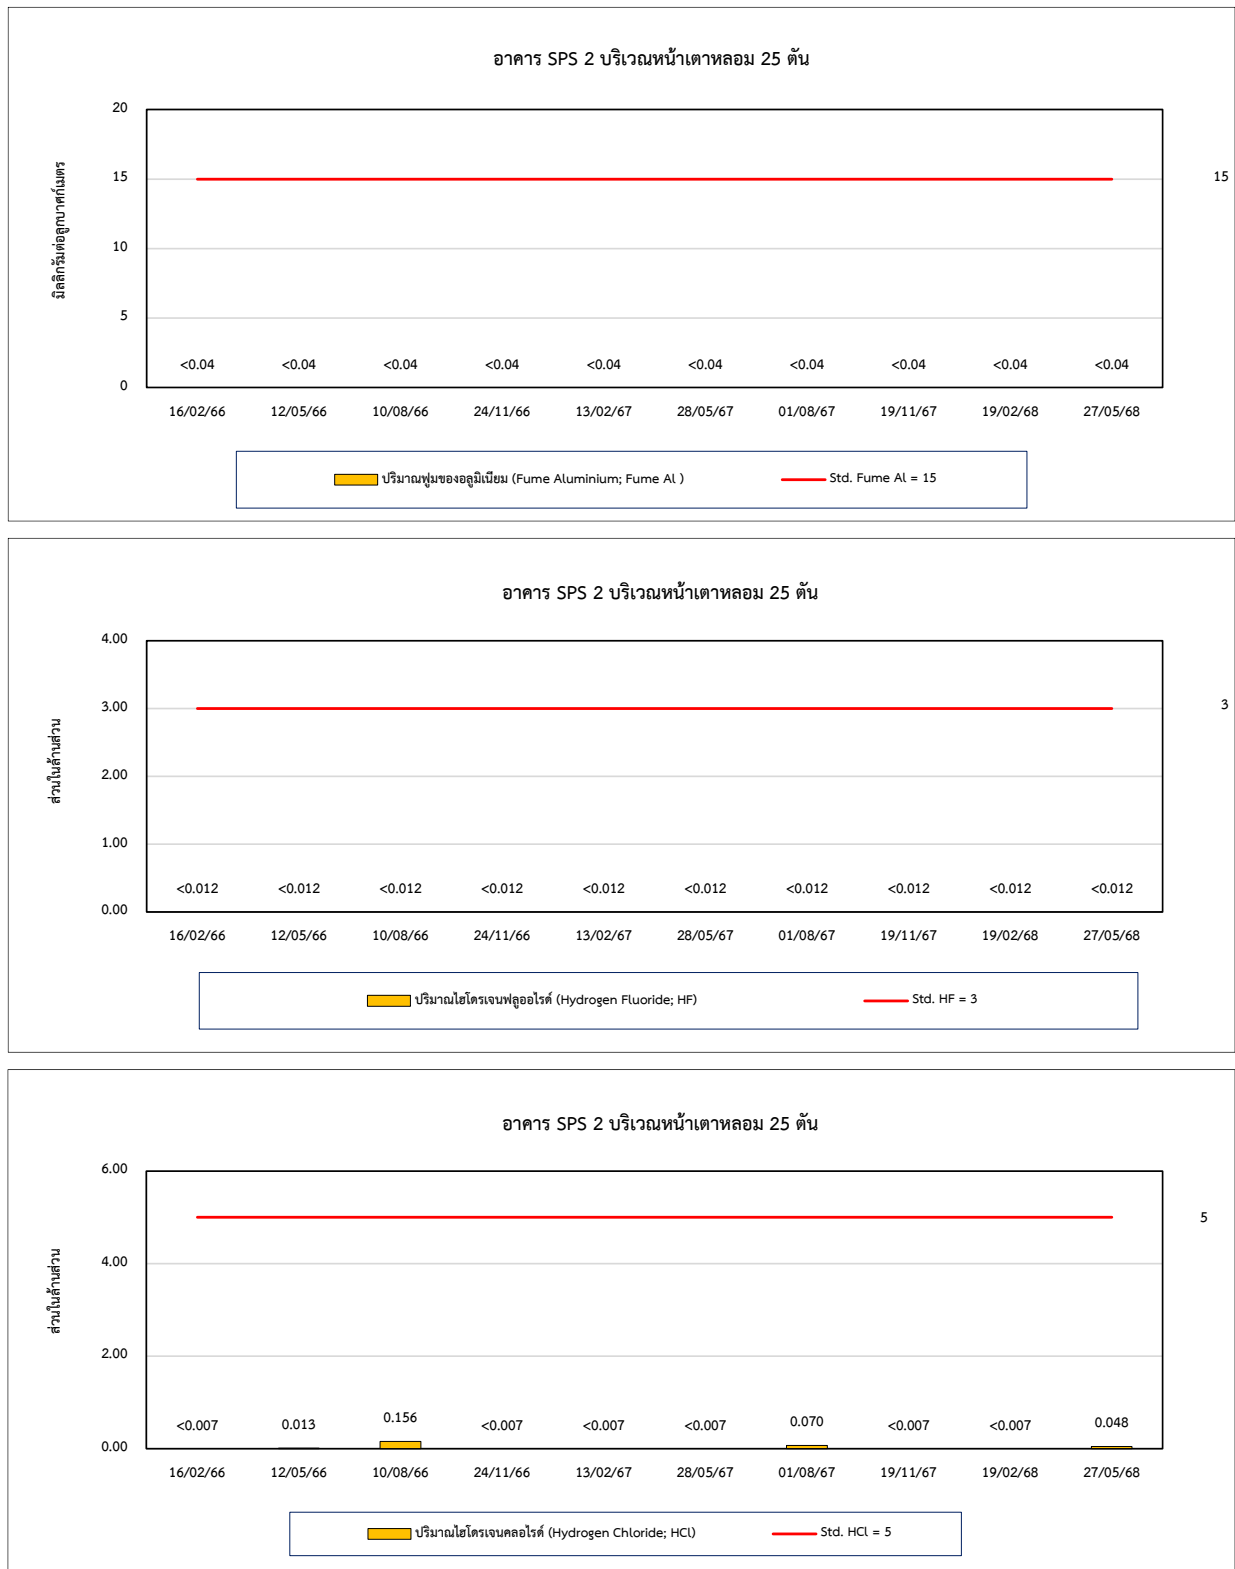 อาคาร SPS 2 บริเวณหน้าเตาหลอม 25 ตัน
มิลลิกรัมต่อลูกบาศก์เมตร
20
15
10
5
0
15
<0.04 <0.04 <0.04 <0.04 <0.04 <0.04 <0.04 <0.04 <0.04 <0.04
16/02/66 12/05/66 10/08/66 24/11/66 13/02/67 28/05/67 01/08/67 19/11/67 19/02/68 27/05/68
ปริมาณฟูมของอลูมิเนียม (Fume Aluminium; Fume Al ) Std. Fume Al = 15
อาคาร SPS 2 บริเวณหน้าเตาหลอม 25 ตัน
ส่วนในล้านส่วน
4.00
3.00
2.00
1.00
0.00
3
<0.012 <0.012 <0.012 <0.012 <0.012 <0.012 <0.012 <0.012 <0.012 <0.012
16/02/66 12/05/66 10/08/66 24/11/66 13/02/67 28/05/67 01/08/67 19/11/67 19/02/68 27/05/68
ปริมาณไฮโดรเจนฟลูออไรด์ (Hydrogen Fluoride; HF) Std. HF = 3
อาคาร SPS 2 บริเวณหน้าเตาหลอม 25 ตัน
ส่วนในล้านส่วน
6.00
4.00
2.00
0.00
5
<0.007 0.013 0.156 <0.007 <0.007 <0.007 0.070 <0.007 <0.007 0.048
16/02/66 12/05/66 10/08/66 24/11/66 13/02/67 28/05/67 01/08/67 19/11/67 19/02/68 27/05/68
ปริมาณไฮโดรเจนคลอไรด์ (Hydrogen Chloride; HCl) Std. HCl = 5